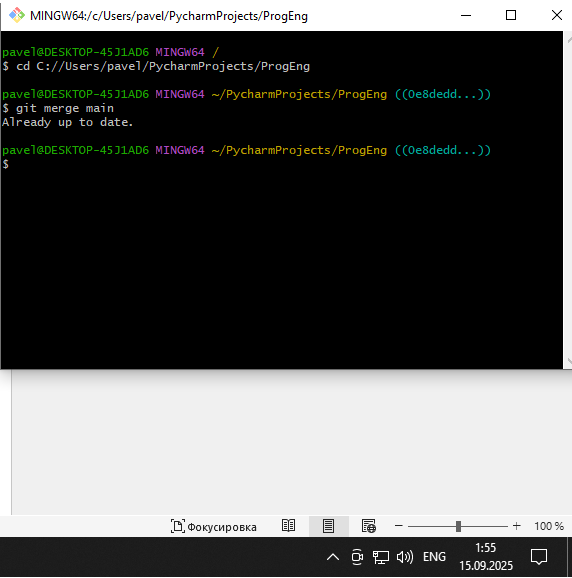 MINGW64:/c/Users/pavel/PycharmProjects/ProgEng
pavel@DESKTOP-45J1AD6 MINGW64 /
$ cd C://Users/pavel/PycharmProjects/ProgEng
pavel@DESKTOP-45J1AD6 MINGW64 ~/PycharmProjects/ProgEng ((0e8dedd...))
$ git merge main
Already up to date.
pavel@DESKTOP-45J1AD6 MINGW64 ~/PycharmProjects/ProgEng ((0e8dedd...))
$
Фокусировка
100 %
ENG
1:55
15.09.2025